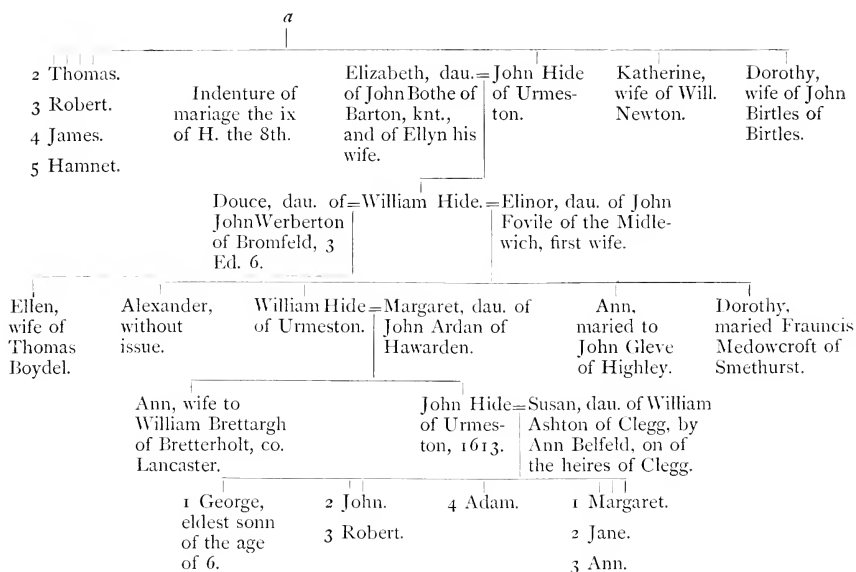 a
2 Thomas.
3 Robert.
4 James.
5 Hamnet.
Indenture of
mariage the ix
of H. the 8th.
Elizabeth, dau.
of John Bothe of
Barton, knt.,
and of Ellyn his
wife.
=John Hide
of Urmes-
ton.
Katherine,
wife of Will.
Newton.
Dorothy,
wife of John
Birtles of
Birtles.
Douce, dau. of
John Werberton
of Bromfeld, 3
Ed. 6.
=William Hide.=
Elinor, dau. of John
Fovile of the Midle-
wich, first wife.
Ellen,
wife of
Thomas
Boydel.
Alexander,
without
issue.
William Hide
of Urmeston.
=Margaret, dau. of
John Ardan of
Hawarden.
Ann,
maried to
John Gleve
of Highley.
Dorothy,
maried Frauncis
Medowcroft of
Smethurst.
Ann, wife to
William Brettargh
of Bretterholt, co.
Lancaster.
John Hide
of Urmes-
ton, 1613.
=Susan, dau. of William
Ashton of Clegg, by
Ann Belfeld, on of
the heires of Clegg.
1 George,
eldest sonn
of the age
of 6.
2 John.
3 Robert.
4 Adam.
1 Margaret.
2 Jane.
3 Ann.